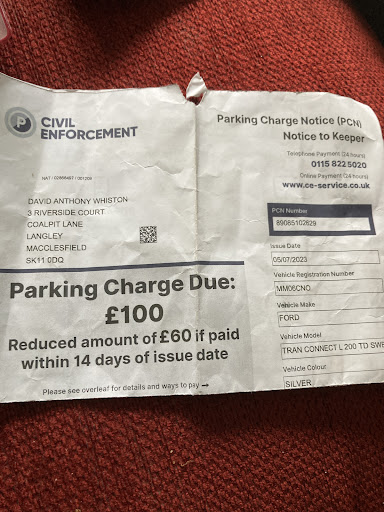 CIVIL
ENFORCEMENT
DAVID ANTHONY WHISTON
3 RIVERSIDE COURT
COALPIT LANE
LANGLEY
MACCLESFIELD
SK11 0DQ
Parking Charge Due:
£100
Reduced amount of £60 if paid
within 14 days of issue date
Please see overleaf for details and ways to pay →
Parking Charge Notice (PCN)
Notice to Keeper
Telephone Payment (24 hours)
0115 822 5020
Online Payment (24 hours)
www.ce-service.co.uk
PCN Number
89065102629
Issue Date
05/07/2023
Vehicle Registration Number
MM06CNO
Vehicle Make
FORD
Vehicle Model
TRAN CONNECT L 200 TD SWB
Vehicle Colour
SILVER